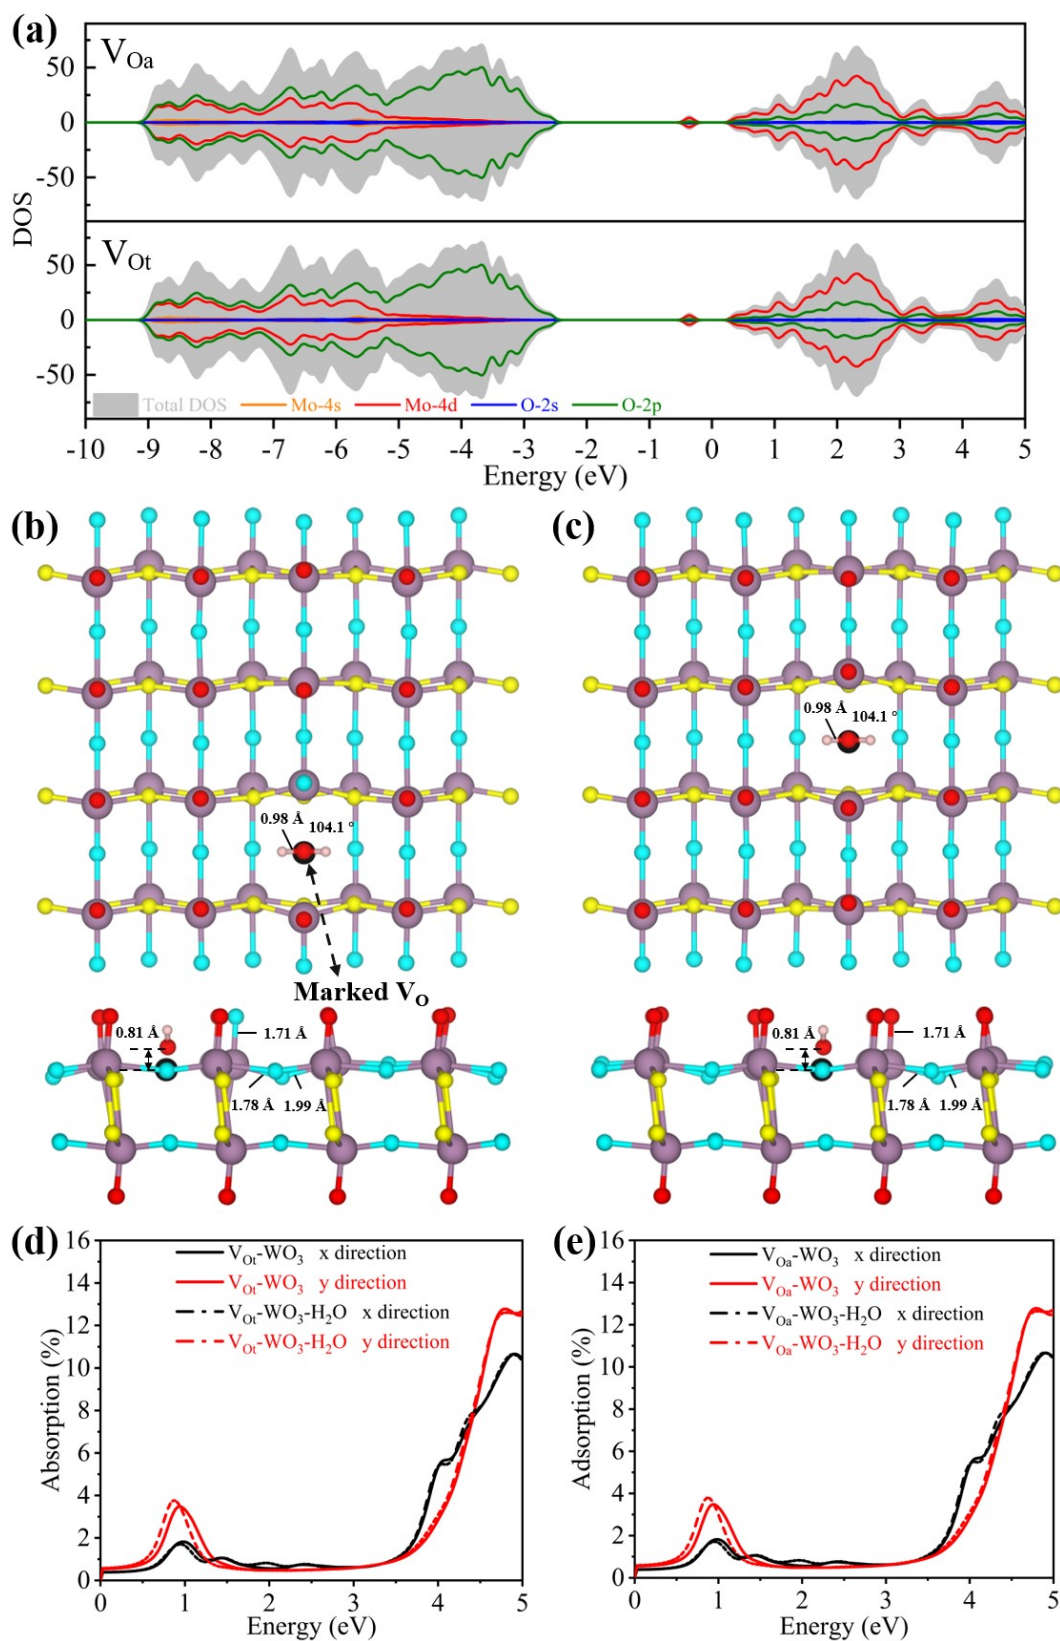 (a)
V_Oa
50
0
-50
DOS
V_Ot
50
0
-50
Total DOS Mo-4s Mo-4d O-2s O-2p
-10 -9 -8 -7 -6 -5 -4 -3 -2 -1 0 1 2 3 4 5
Energy (eV)
(b) (c)
0.98 Å 104.1 °
0.98 Å 104.1 °
Marked V_O
0.81 Å 1.71 Å
1.78 Å 1.99 Å
0.81 Å 1.71 Å
1.78 Å 1.99 Å
(d)
16
14
12
10
8
6
4
2
0
Absorption (%)
V_Ot-WO_3 x direction
V_Ot-WO_3 y direction
V_Ot-WO_3-H_2O x direction
V_Ot-WO_3-H_2O y direction
0 1 2 3 4 5
Energy (eV)
(e)
16
14
12
10
8
6
4
2
0
Adsorption (%)
V_Oa-WO_3 x direction
V_Oa-WO_3 y direction
V_Oa-WO_3-H_2O x direction
V_Oa-WO_3-H_2O y direction
0 1 2 3 4 5
Energy (eV)